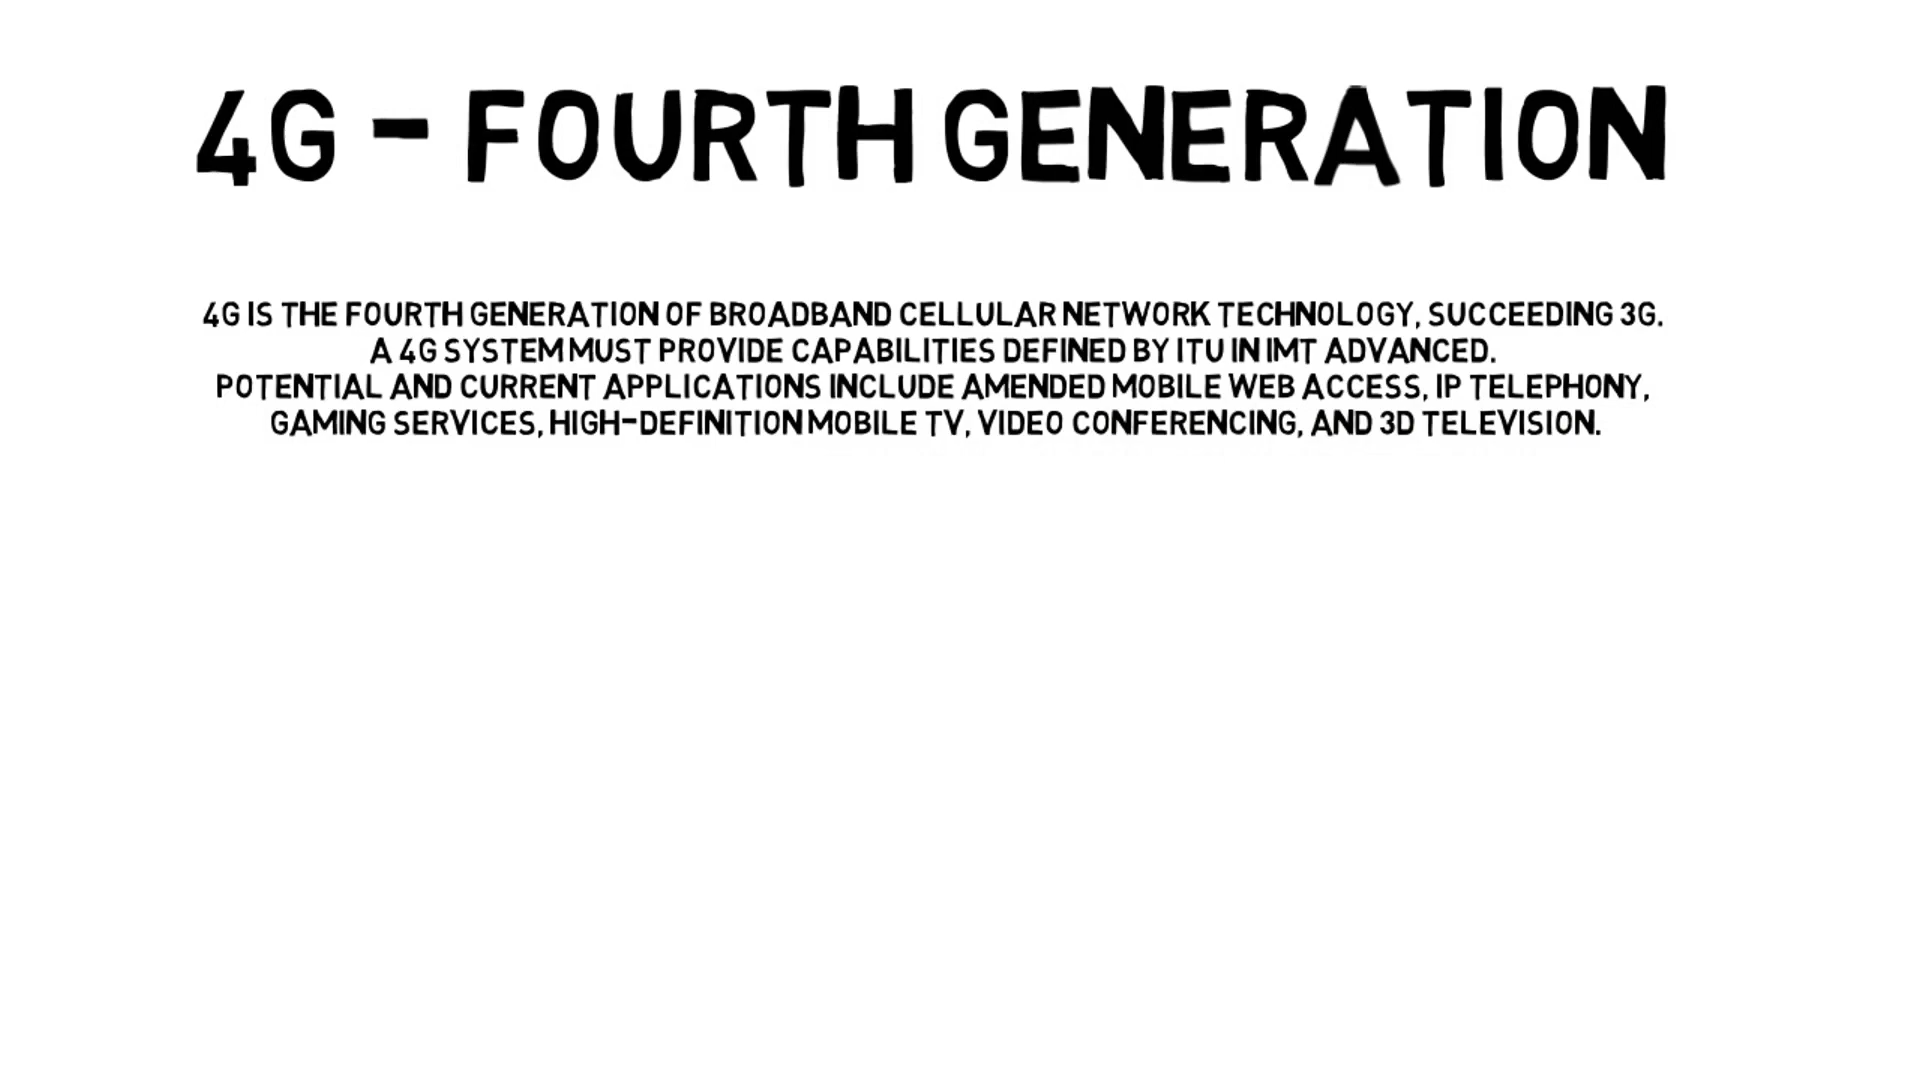 4G - FOURTH GENERATION
4G IS THE FOURTH GENERATION OF BROADBAND CELLULAR NETWORK TECHNOLOGY, SUCCEEDING 3G.
A 4G SYSTEM MUST PROVIDE CAPABILITIES DEFINED BY ITU IN IMT ADVANCED.
POTENTIAL AND CURRENT APPLICATIONS INCLUDE AMENDED MOBILE WEB ACCESS, IP TELEPHONY,
GAMING SERVICES, HIGH-DEFINITION MOBILE TV, VIDEO CONFERENCING, AND 3D TELEVISION.